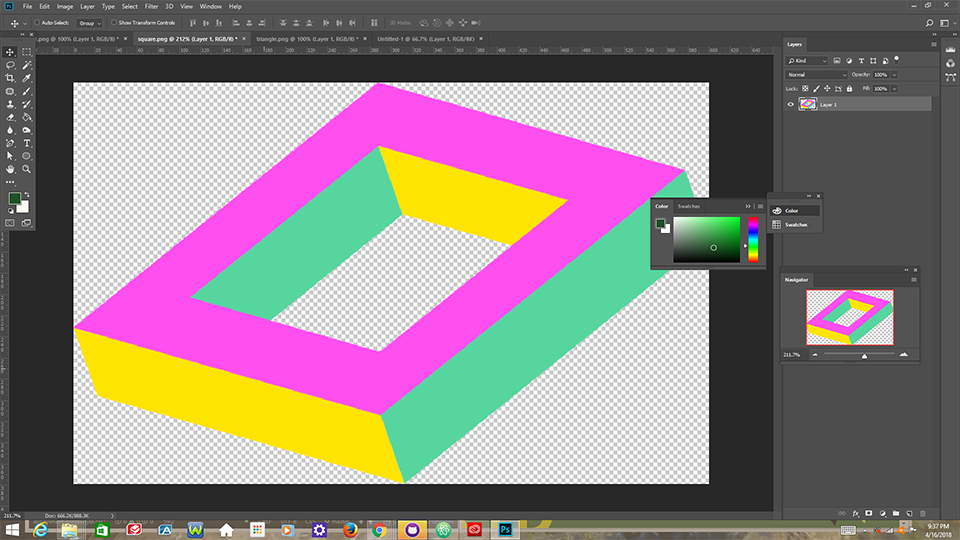 Ps File Edit Image Layer Type Select Filter 3D View Window Help
Auto-Select: Group Show Transform Controls 3D Mode:
.png @ 100% (Layer 1, RGB/8) * × square.png @ 212% (Layer 1, RGB/8) * × triangle.png @ 100% (Layer 1, RGB/8) * × Untitled-1 @ 66.7% (Layer 1, RGB/8#) ×
Layers
Kind
Normal Opacity: 100%
Lock: Fill: 100%
Layer 1
Color Swatches
Color
Swatches
Navigator
211.7%
211.7% Doc: 666.2K/888.3K
fx
Ps
9:37 PM
4/16/2018